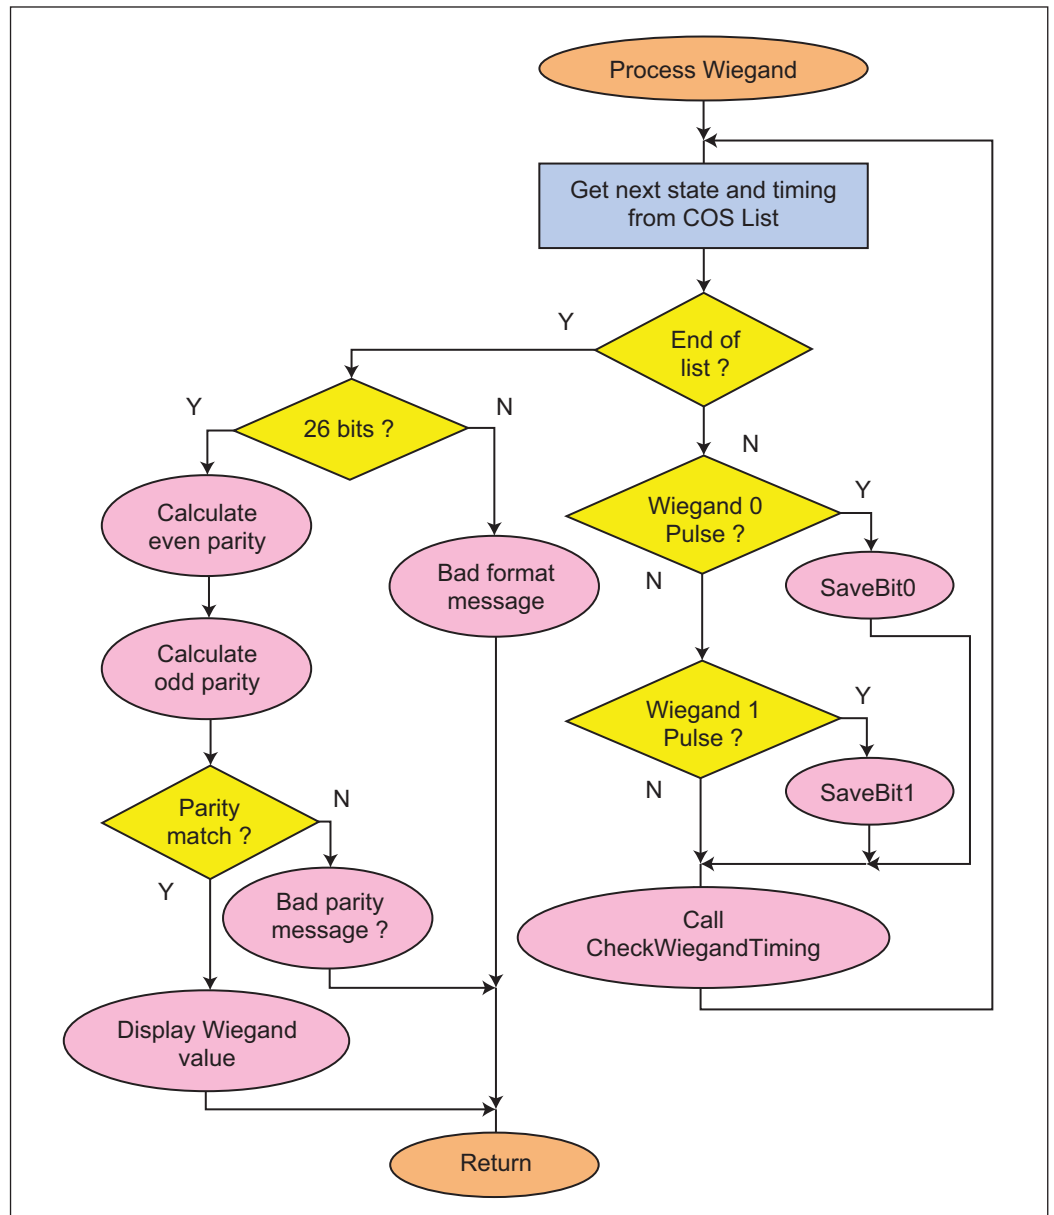 Process Wiegand
Get next state and timing
from COS List
End of
list ?
Y
N
26 bits ?
Y
N
Wiegand 0
Pulse ?
Y
N
SaveBit0
Calculate
even parity
Bad format
message
Calculate
odd parity
Wiegand 1
Pulse ?
Y
N
SaveBit1
Parity
match ?
N
Y
Bad parity
message ?
Call
CheckWiegandTiming
Display Wiegand
value
Return